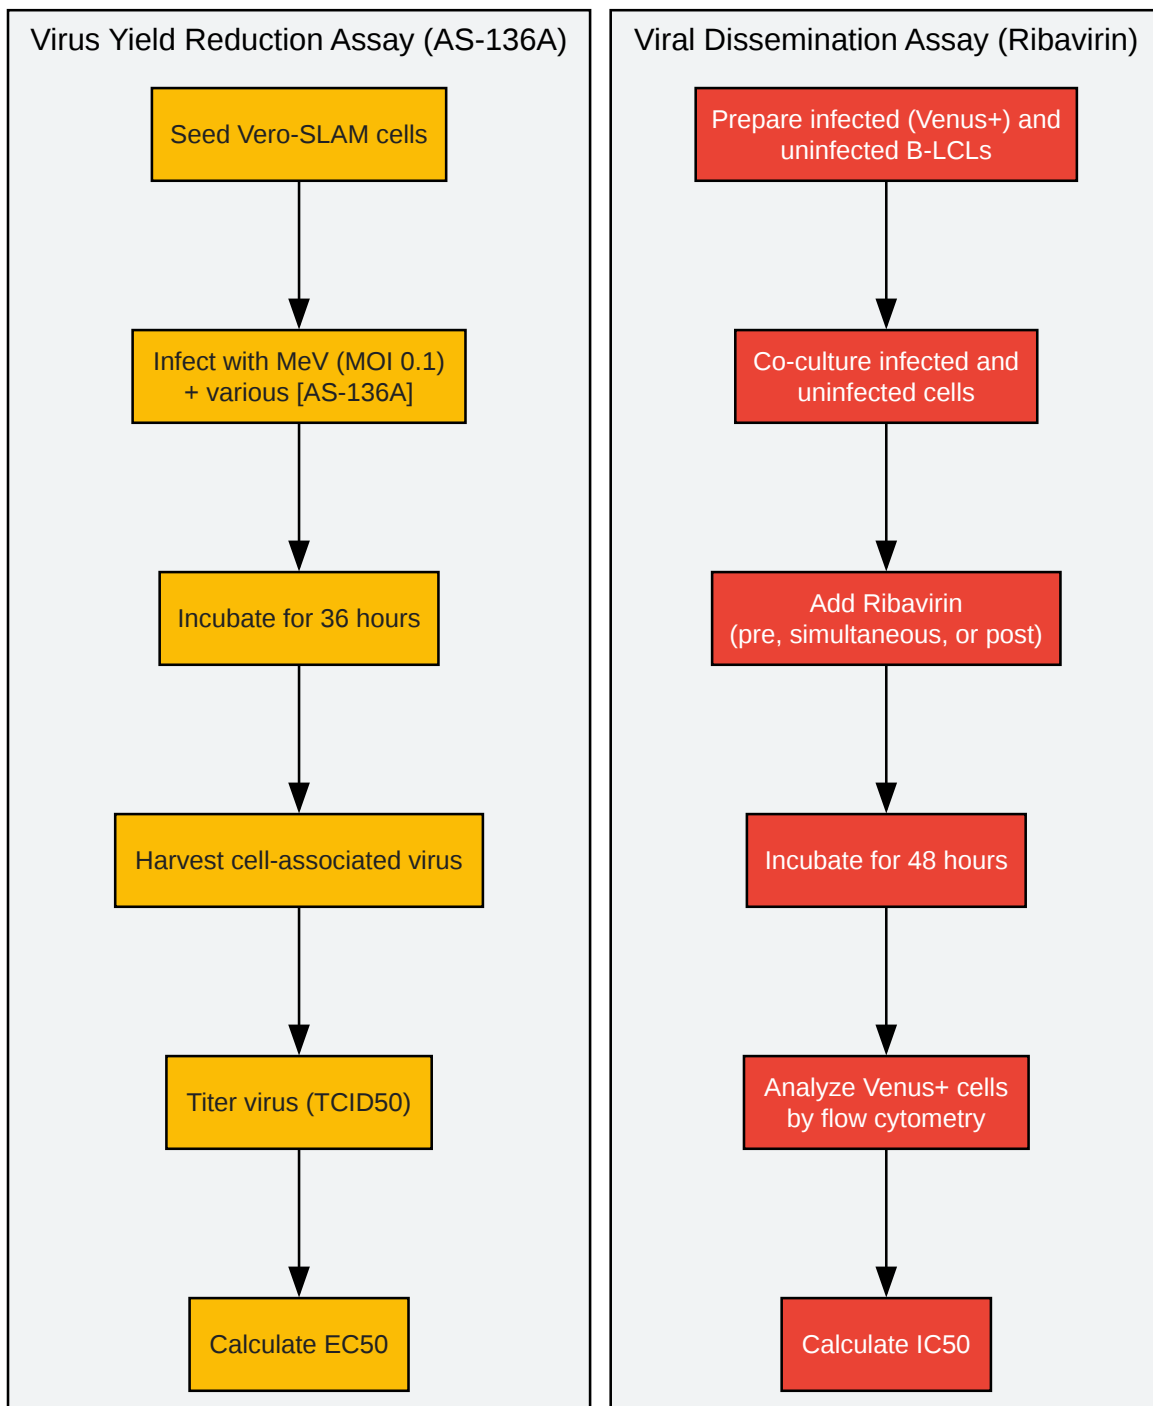 Virus Yield Reduction Assay (AS-136A)
Seed Vero-SLAM cells
Infect with MeV (MOI 0.1)
+ various [AS-136A]
Incubate for 36 hours
Harvest cell-associated virus
Titer virus (TCID50)
Calculate EC50
Viral Dissemination Assay (Ribavirin)
Prepare infected (Venus+) and
uninfected B-LCLs
Co-culture infected and
uninfected cells
Add Ribavirin
(pre, simultaneous, or post)
Incubate for 48 hours
Analyze Venus+ cells
by flow cytometry
Calculate IC50